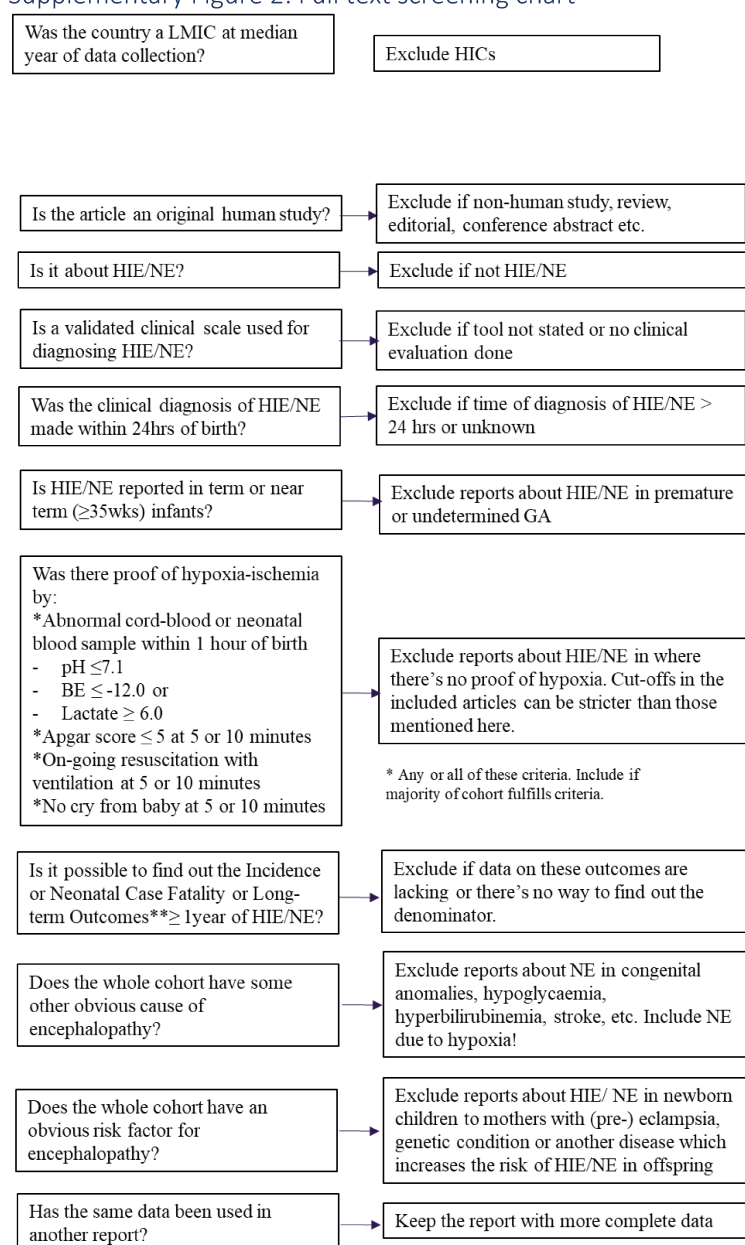 Supplementary Figure 2: Full text screening chart
Was the country a LMIC at median
year of data collection?
Exclude HICs
Is the article an original human study?
Exclude if non-human study, review,
editorial, conference abstract etc.
Is it about HIE/NE?
Exclude if not HIE/NE
Is a validated clinical scale used for
diagnosing HIE/NE?
Exclude if tool not stated or no clinical
evaluation done
Was the clinical diagnosis of HIE/NE
made within 24hrs of birth?
Exclude if time of diagnosis of HIE/NE >
24 hrs or unknown
Is HIE/NE reported in term or near
term (≥35wks) infants?
Exclude reports about HIE/NE in premature
or undetermined GA
Was there proof of hypoxia-ischemia
by:
*Abnormal cord-blood or neonatal
blood sample within 1 hour of birth
- pH ≤7.1
- BE ≤ -12.0 or
- Lactate ≥ 6.0
*Apgar score ≤ 5 at 5 or 10 minutes
*On-going resuscitation with
ventilation at 5 or 10 minutes
*No cry from baby at 5 or 10 minutes
Exclude reports about HIE/NE in where
there's no proof of hypoxia. Cut-offs in the
included articles can be stricter than those
mentioned here.
* Any or all of these criteria. Include if
majority of cohort fulfills criteria.
Is it possible to find out the Incidence
or Neonatal Case Fatality or Long-
term Outcomes**≥ 1year of HIE/NE?
Exclude if data on these outcomes are
lacking or there's no way to find out the
denominator.
Does the whole cohort have some
other obvious cause of
encephalopathy?
Exclude reports about NE in congenital
anomalies, hypoglycaemia,
hyperbilirubinemia, stroke, etc. Include NE
due to hypoxia!
Does the whole cohort have an
obvious risk factor for
encephalopathy?
Exclude reports about HIE/ NE in newborn
children to mothers with (pre-) eclampsia,
genetic condition or another disease which
increases the risk of HIE/NE in offspring
Has the same data been used in
another report?
Keep the report with more complete data